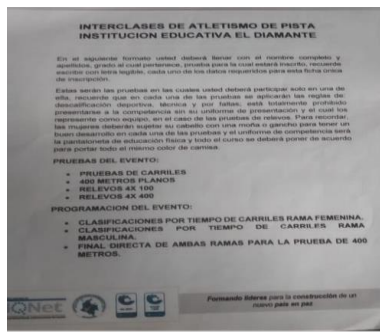 INTERCLASES DE ATLETISMO DE PISTA
INSTITUCION EDUCATIVA EL DIAMANTE
En el siguiente formato usted deberá llenar con el nombre completo y
apellidos, grado al cual pertenece, prueba para la cual estará inscrito, recuerde
escribir con letra legible, cada uno de los datos requeridos para esta ficha única
de inscripción.
Estas serán las pruebas en las cuales usted deberá participar solo en una de
ella, recuerde que en cada una de las pruebas se aplicarán las reglas de:
descalificación deportiva, técnica y por faltas, está totalmente prohibido
presentarse a la competencia sin su uniforme de presentación y el cual los
represente como equipo, en el caso de las pruebas de relevos. Para recordar,
las mujeres deberán sujetar su cabello con una moña o gancho para tener un
buen desarrollo en cada una de las pruebas y el uniforme de competencia será
la pantaloneta de educación física y todo el curso se deberá poner de acuerdo
para portar todo el mismo color de camisa.
PRUEBAS DEL EVENTO:
• PRUEBAS DE CARRILES
• 400 METROS PLANOS
• RELEVOS 4X 100
• RELEVOS 4X 400
PROGRAMACION DEL EVENTO:
• CLASIFICACIONES POR TIEMPO DE CARRILES RAMA FEMENINA.
• CLASIFICACIONES POR TIEMPO DE CARRILES RAMA
MASCULINA.
• FINAL DIRECTA DE AMBAS RAMAS PARA LA PRUEBA DE 400
METROS.
IQNet
Formando líderes para la construcción de un
nuevo país en paz